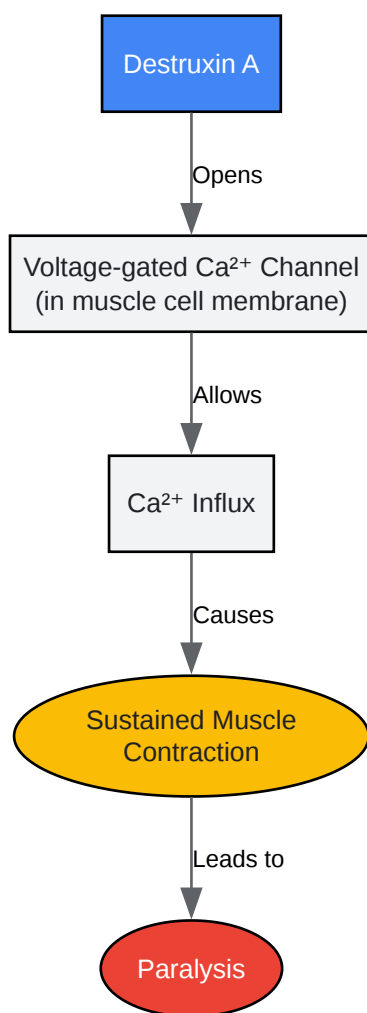 Destruxin A
Opens
Voltage-gated Ca²⁺ Channel
(in muscle cell membrane)
Allows
Ca²⁺ Influx
Causes
Sustained Muscle
Contraction
Leads to
Paralysis